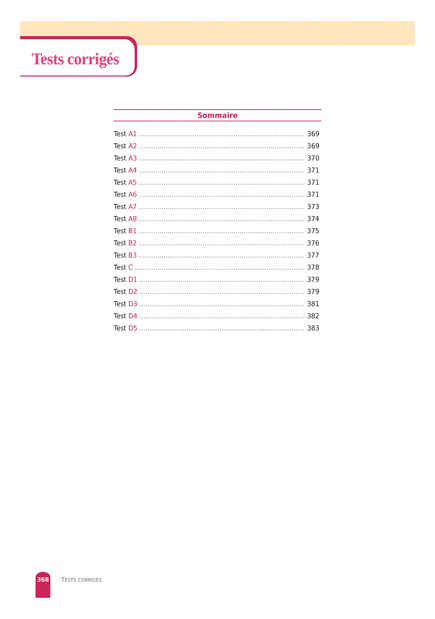 Tests corrigés
Sommaire
Test A1 ............................................................................... 369
Test A2 ............................................................................... 369
Test A3 ............................................................................... 370
Test A4 ............................................................................... 371
Test A5 ............................................................................... 371
Test A6 ............................................................................... 371
Test A7 ............................................................................... 373
Test A8 ............................................................................... 374
Test B1 ............................................................................... 375
Test B2 ............................................................................... 376
Test B3 ............................................................................... 377
Test C ................................................................................. 378
Test D1 ............................................................................... 379
Test D2 ............................................................................... 379
Test D3 ............................................................................... 381
Test D4 ............................................................................... 382
Test D5 ............................................................................... 383
368 TESTS CORRIGÉS